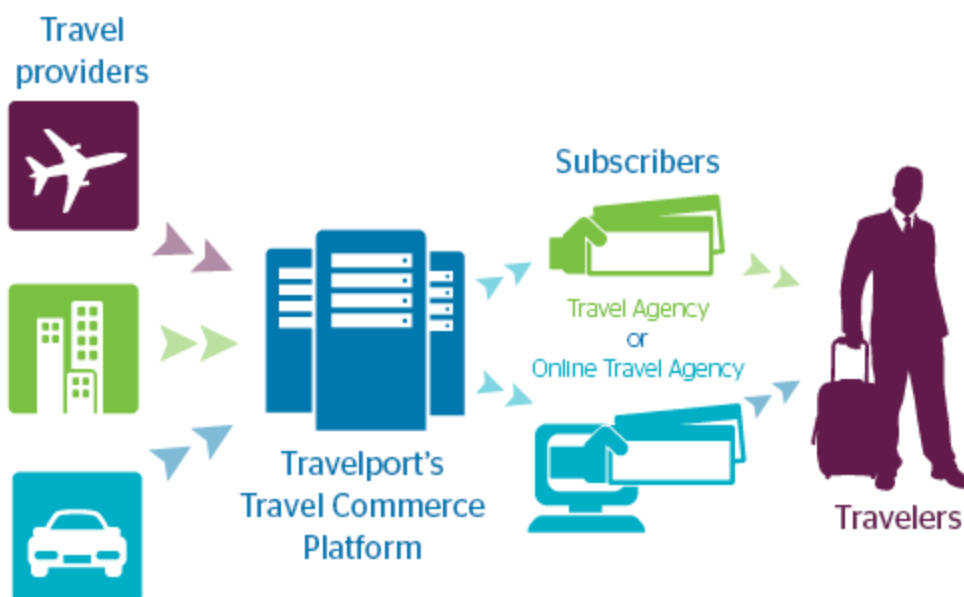 Travel
providers
Subscribers
Travel Agency
or
Online Travel Agency
Travelport's
Travel Commerce
Platform
Travelers